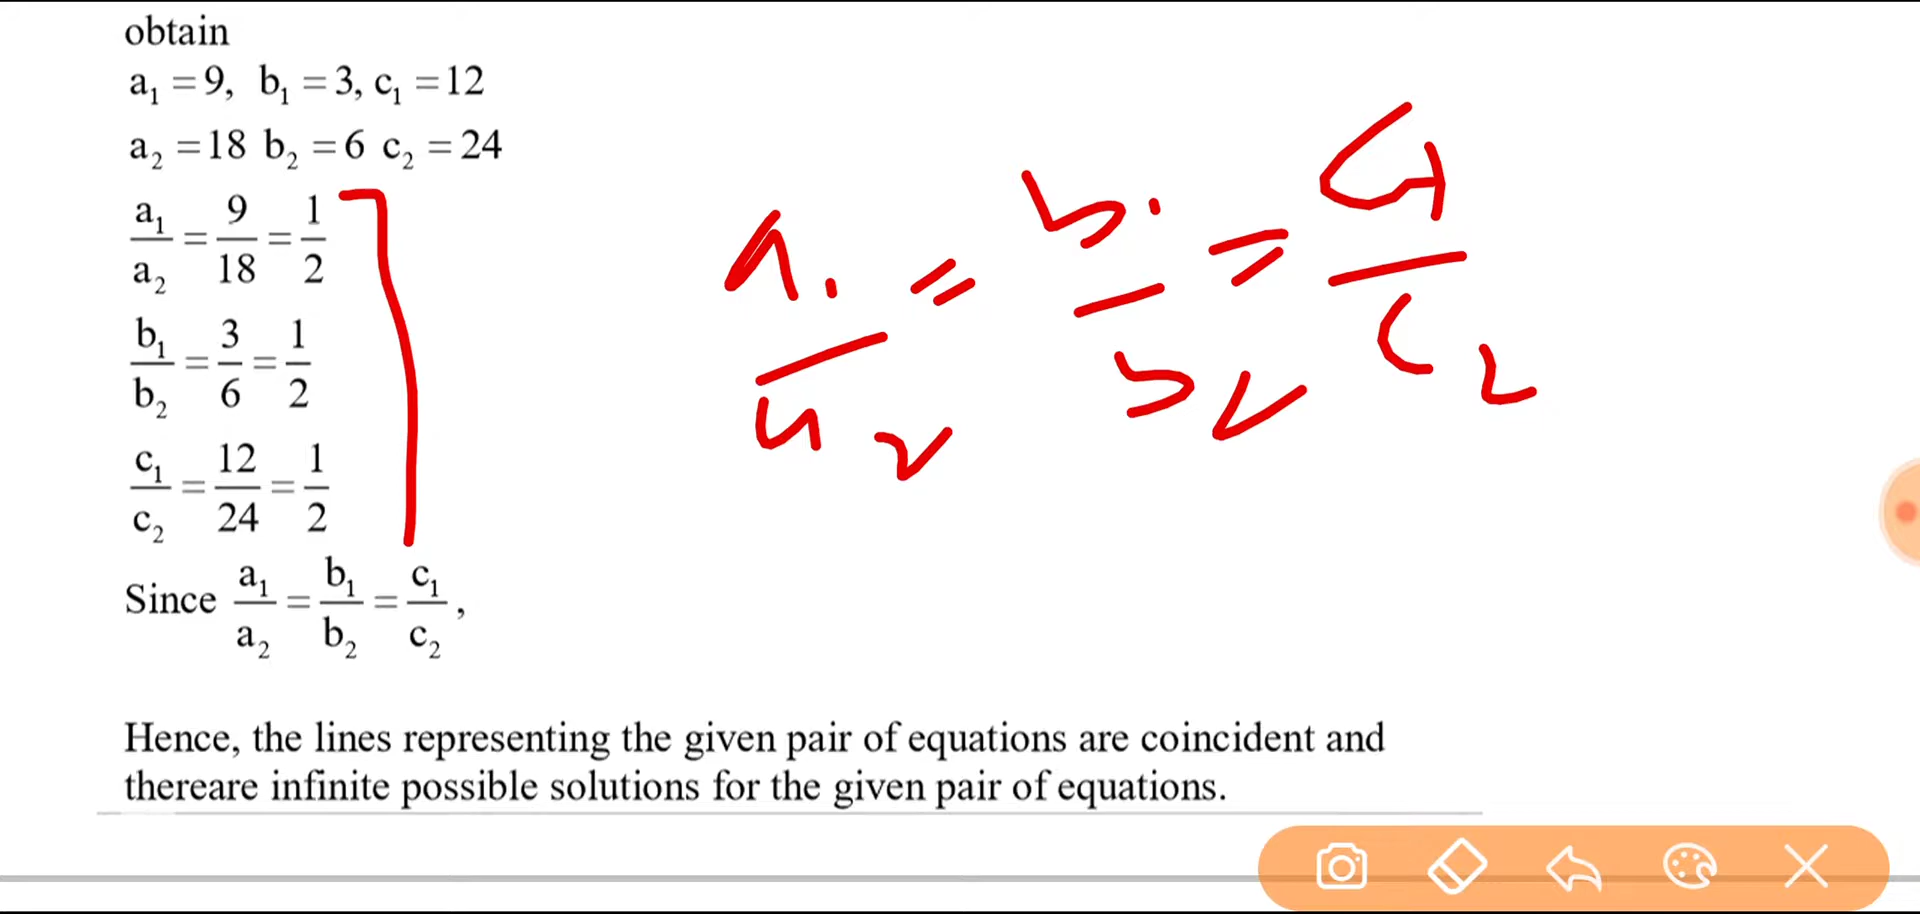 obtain
a₁ = 9, b₁ = 3, c₁ = 12
a₂ = 18 b₂ = 6 c₂ = 24
a₁/a₂ = 9/18 = 1/2
b₁/b₂ = 3/6 = 1/2
c₁/c₂ = 12/24 = 1/2
a₁/a₂ = b₁/b₂ = c₁/c₂
Since a₁/a₂ = b₁/b₂ = c₁/c₂,
Hence, the lines representing the given pair of equations are coincident and
thereare infinite possible solutions for the given pair of equations.